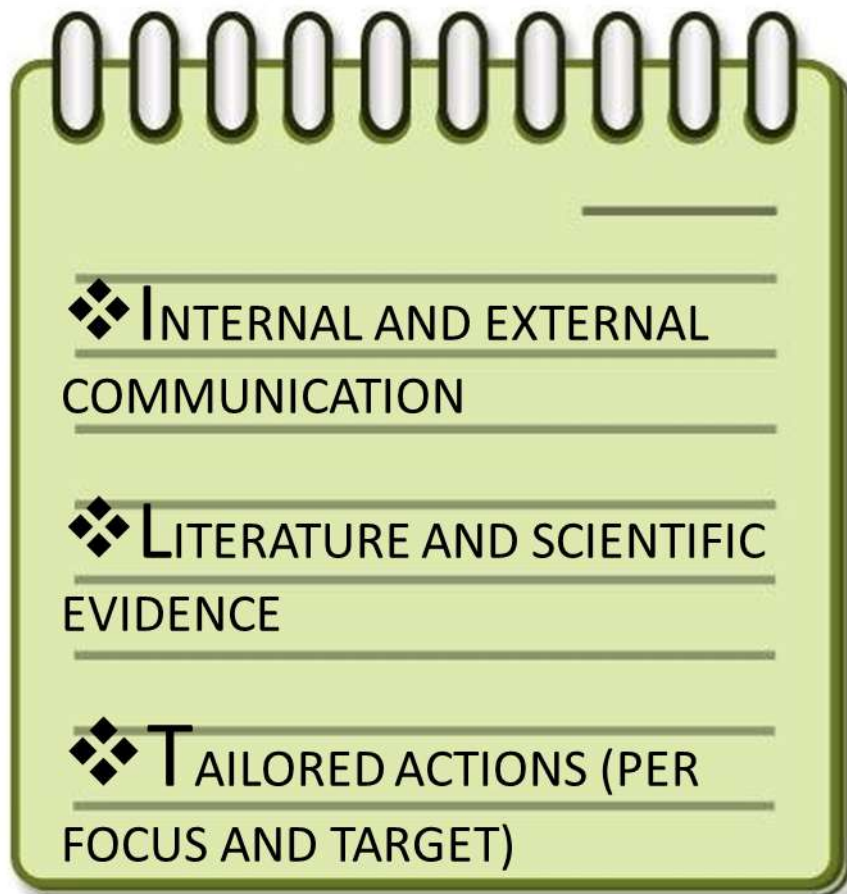 ❖INTERNAL AND EXTERNAL
COMMUNICATION
❖LITERATURE AND SCIENTIFIC
EVIDENCE
❖TAILORED ACTIONS (PER
FOCUS AND TARGET)